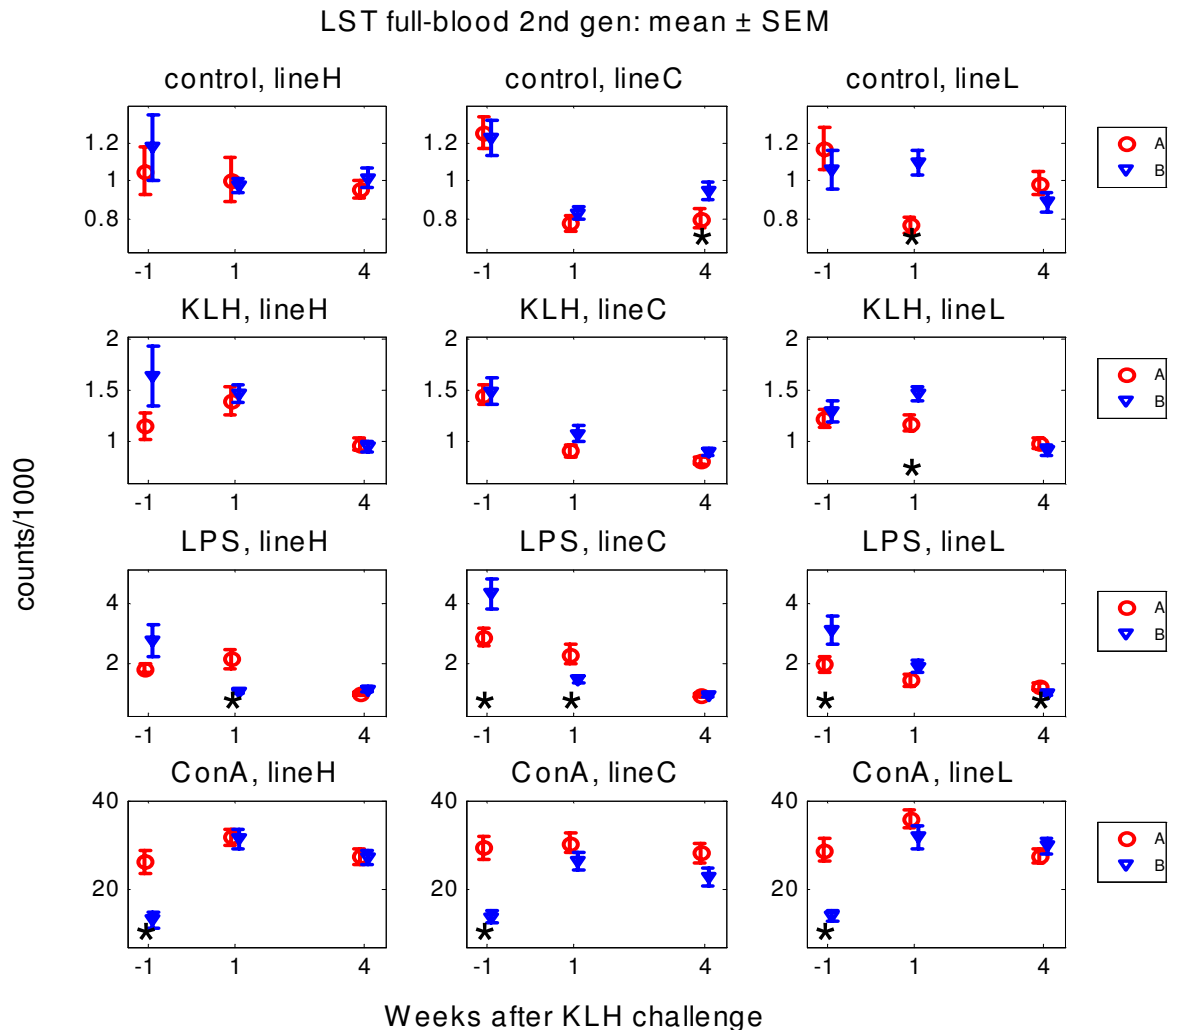 LST full-blood 2nd gen: mean ± SEM
control, lineH
control, lineC
control, lineL
1.2
1
0.8
-1 1 4
1.2
1
0.8
-1 1 4
1.2
1
0.8
-1 1 4
A
B
KLH, lineH
KLH, lineC
KLH, lineL
2
1.5
1
-1 1 4
2
1.5
1
-1 1 4
2
1.5
1
-1 1 4
A
B
counts/1000
LPS, lineH
LPS, lineC
LPS, lineL
4
2
-1 1 4
4
2
-1 1 4
4
2
-1 1 4
A
B
ConA, lineH
ConA, lineC
ConA, lineL
40
20
-1 1 4
40
20
-1 1 4
40
20
-1 1 4
A
B
Weeks after KLH challenge